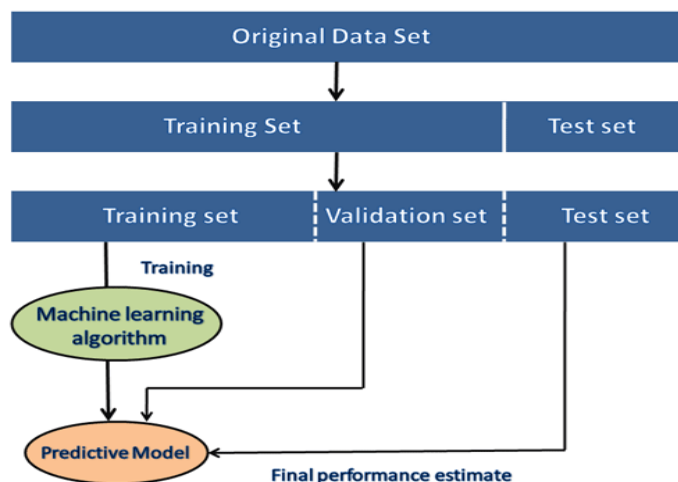 Original Data Set
Training Set
Test set
Training set
Validation set
Test set
Training
Machine learning
algorithm
Predictive Model
Final performance estimate